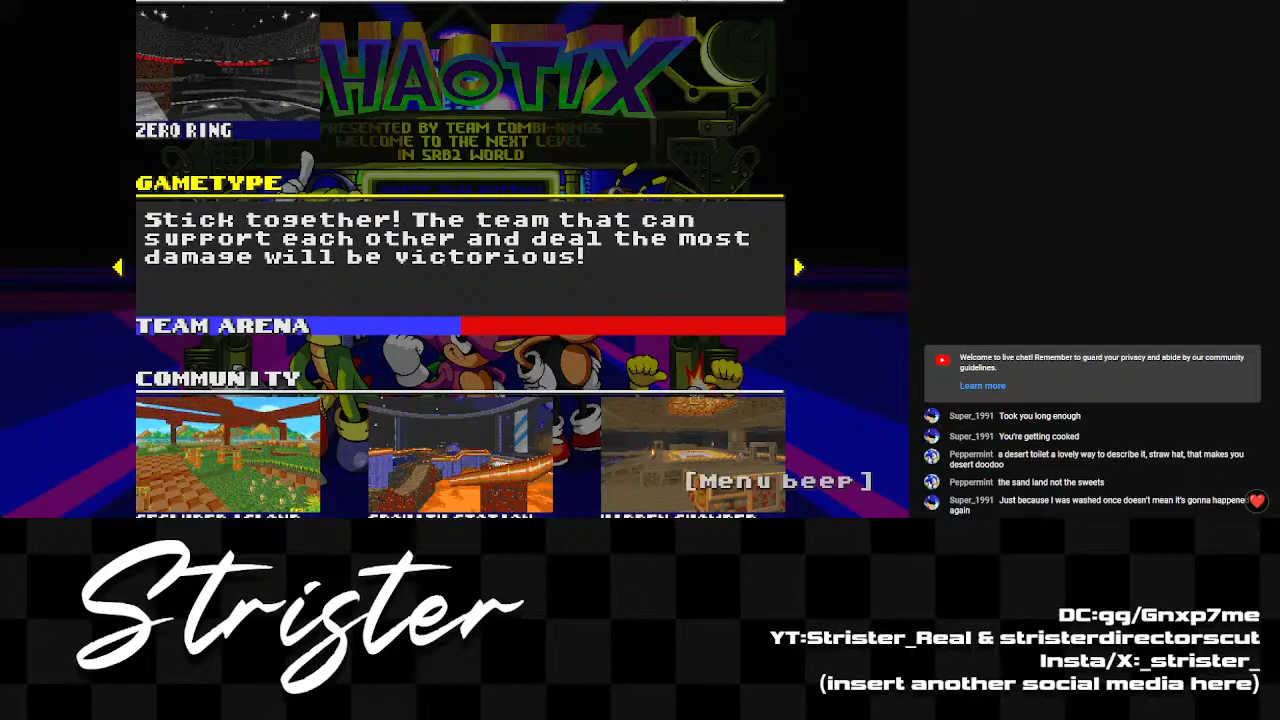 CHAOTIX
ZERO RING
PRESENTED BY TEAM COMBI-RINGS
WELCOME TO THE NEXT LEVEL
IN SRB2 WORLD
GAMETYPE
Stick together! The team that can
support each other and deal the most
damage will be victorious!
TEAM ARENA
COMMUNITY
[Menu beep]
Welcome to live chat! Remember to guard your privacy and abide by our community
guidelines.
Learn more
Super_1991 Took you long enough
Super_1991 You're getting cooked
Peppermint a desert toilet a lovely way to describe it, straw hat, that makes you
desert doodoo
Peppermint the sand land not the sweets
Super_1991 Just because I was washed once doesn't mean it's gonna happene
again
Strister
DC:gg/Gnxp7me
YT:Strister_Real & stristerdirectorscut
Insta/X:_strister_
(insert another social media here)